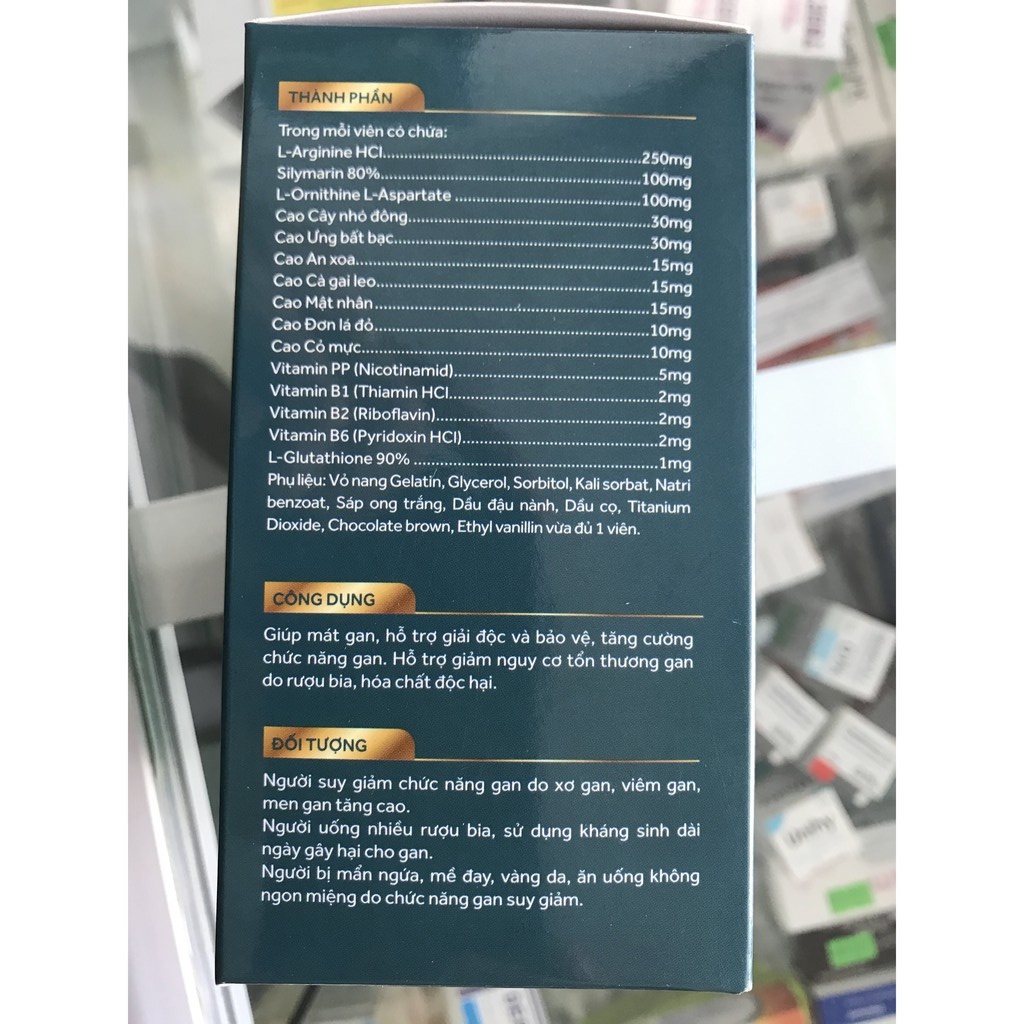 THÀNH PHẦN
Trong mỗi viên có chứa:
L-Arginine HCl..........250mg
Silymarin 80%..........100mg
L-Ornithine L-Aspartate ..........100mg
Cao Cây nhó đông..........30mg
Cao Ưng bất bạc..........30mg
Cao An xoa..........15mg
Cao Cà gai leo..........15mg
Cao Mật nhân..........15mg
Cao Đơn lá đỏ..........10mg
Cao Cỏ mực..........10mg
Vitamin PP (Nicotinamid)..........5mg
Vitamin B1 (Thiamin HCl..........2mg
Vitamin B2 (Riboflavin)..........2mg
Vitamin B6 (Pyridoxin HCl)..........2mg
L-Glutathione 90% ..........1mg
Phụ liệu: Vỏ nang Gelatin, Glycerol, Sorbitol, Kali sorbat, Natri
benzoat, Sáp ong trắng, Dầu đậu nành, Dầu cọ, Titanium
Dioxide, Chocolate brown, Ethyl vanillin vừa đủ 1 viên.
CÔNG DỤNG
Giúp mát gan, hỗ trợ giải độc và bảo vệ, tăng cường
chức năng gan. Hỗ trợ giảm nguy cơ tổn thương gan
do rượu bia, hóa chất độc hại.
ĐỐI TƯỢNG
Người suy giảm chức năng gan do xơ gan, viêm gan,
men gan tăng cao.
Người uống nhiều rượu bia, sử dụng kháng sinh dài
ngày gây hại cho gan.
Người bị mẩn ngứa, mề đay, vàng da, ăn uống không
ngon miệng do chức năng gan suy giảm.